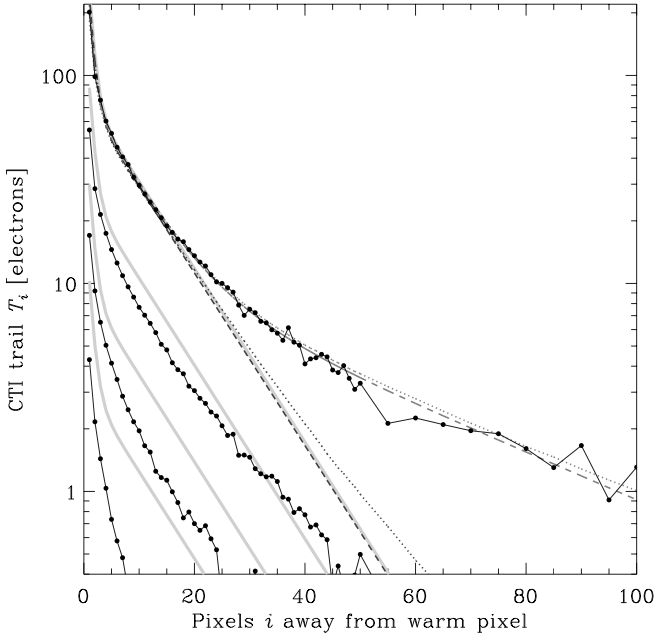 100
10
1
CTI trail T_i [electrons]
0 20 40 60 80 100
Pixels i away from warm pixel